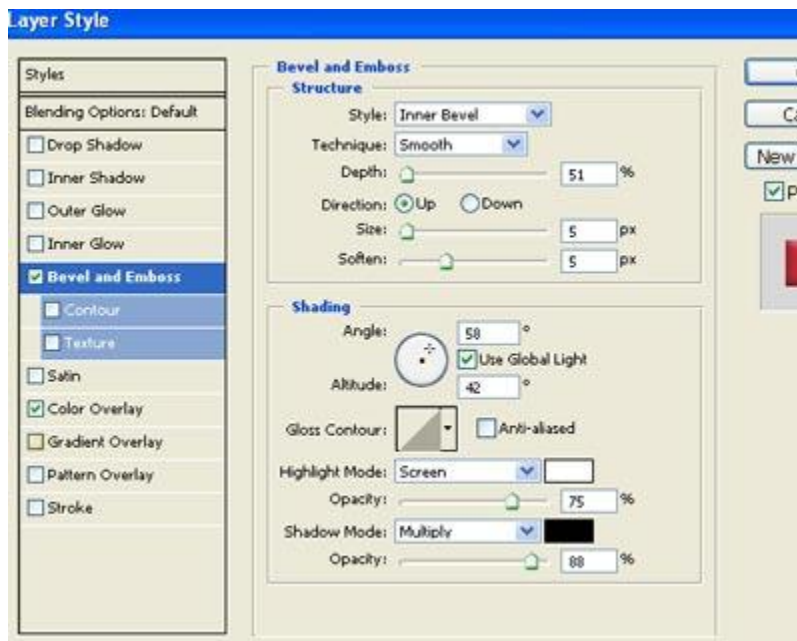 Layer Style
Styles
Blending Options: Default
Drop Shadow
Inner Shadow
Outer Glow
Inner Glow
Bevel and Emboss
Contour
Texture
Satin
Color Overlay
Gradient Overlay
Pattern Overlay
Stroke
Bevel and Emboss
Structure
Style: Inner Bevel
Technique: Smooth
Depth: 51 %
Direction: Up Down
Size: 5 px
Soften: 5 px
Shading
Angle: 58 °
Use Global Light
Altitude: 42 °
Gloss Contour: Anti-aliased
Highlight Mode: Screen
Opacity: 75 %
Shadow Mode: Multiply
Opacity: 88 %
Ca
New
P